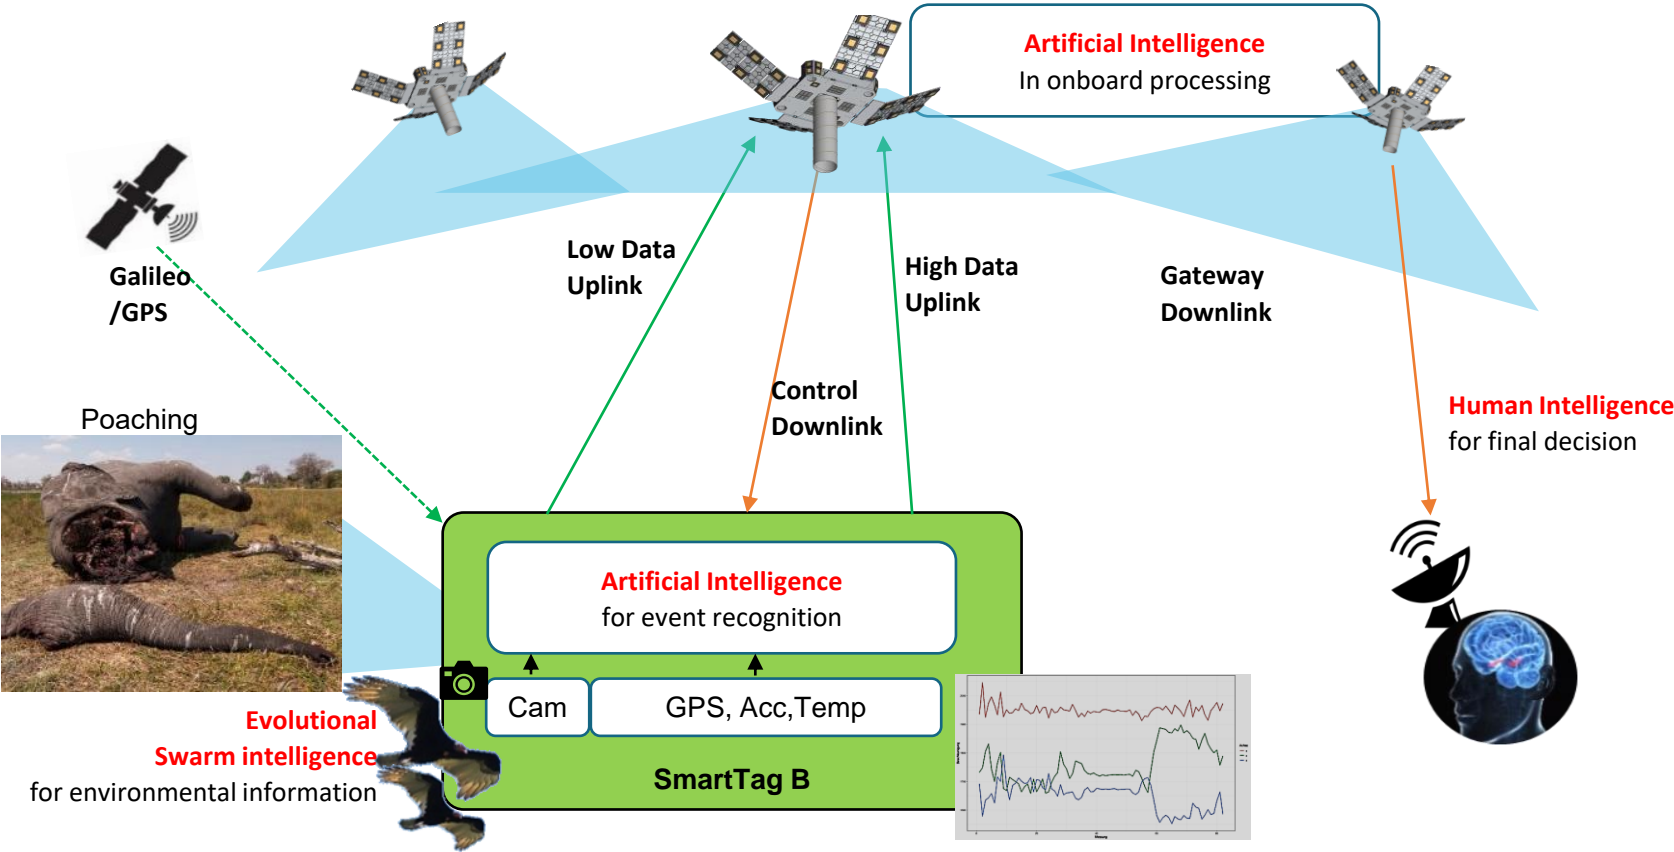 Artificial Intelligence
In onboard processing
Low Data
Uplink
High Data
Uplink
Galileo
/GPS
Gateway
Downlink
Control
Downlink
Poaching
Human Intelligence
for final decision
Artificial Intelligence
for event recognition
Cam
GPS, Acc,Temp
SmartTag B
Evolutional
Swarm intelligence
for environmental information